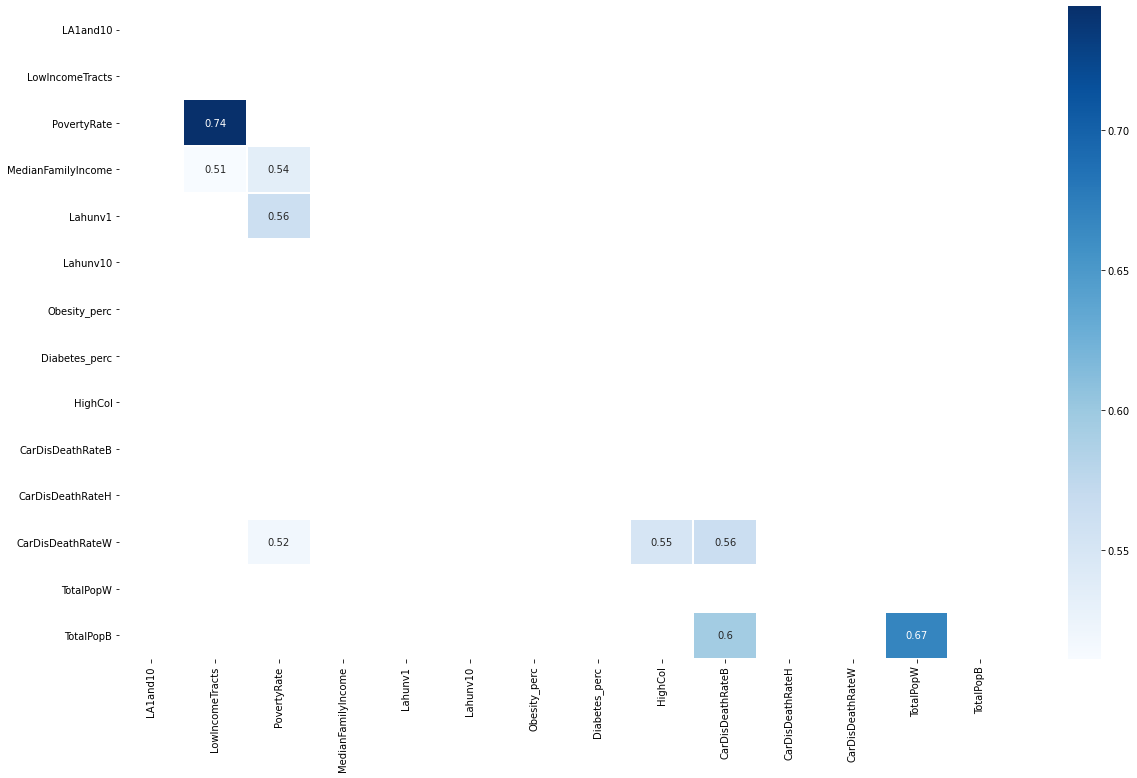 LA1and10
LowIncomeTracts
PovertyRate 0.74
MedianFamilyIncome 0.51 0.54
Lahunv1 0.56
Lahunv10
Obesity_perc
Diabetes_perc
HighCol
CarDisDeathRateB
CarDisDeathRateH
CarDisDeathRateW 0.52 0.55 0.56
TotalPopW
TotalPopB 0.6 0.67
LA1and10
LowIncomeTracts
PovertyRate
MedianFamilyIncome
Lahunv1
Lahunv10
Obesity_perc
Diabetes_perc
HighCol
CarDisDeathRateB
CarDisDeathRateH
CarDisDeathRateW
TotalPopW
TotalPopB
0.70
0.65
0.60
0.55